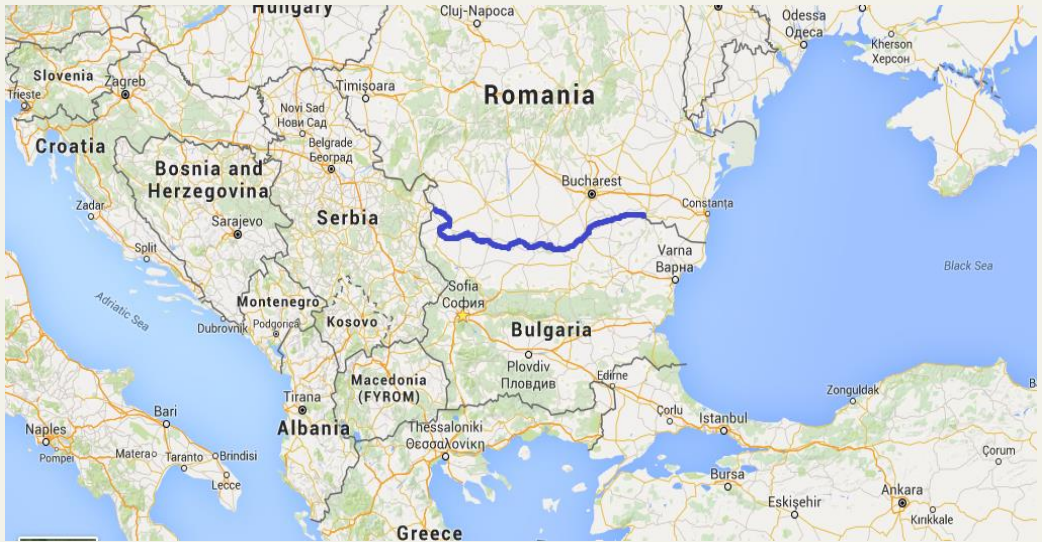 Hungary
Cluj-Napoca
Odessa
Одеса
Kherson
Херсон
Slovenia
Zagreb
Timișoara
Romania
Trieste
Novi Sad
Нови Сад
Croatia
Belgrade
Београд
Bosnia and
Herzegovina
Bucharest
Zadar
Serbia
Constanța
Sarajevo
Split
Varna
Варна
Black Sea
Adriatic Sea
Sofia
София
Montenegro
Dubrovnik
Podgorica
Kosovo
Bulgaria
Plovdiv
Пловдив
Edirne
Macedonia
(FYROM)
Zonguldak
B
Tirana
Bari
Albania
Thessaloniki
Θεσσαλονίκη
Çorlu
Istanbul
Naples
Pompei
Matera
Taranto
Brindisi
Lecce
Çorum
Bursa
Eskişehir
Ankara
Kırıkkale
Greece